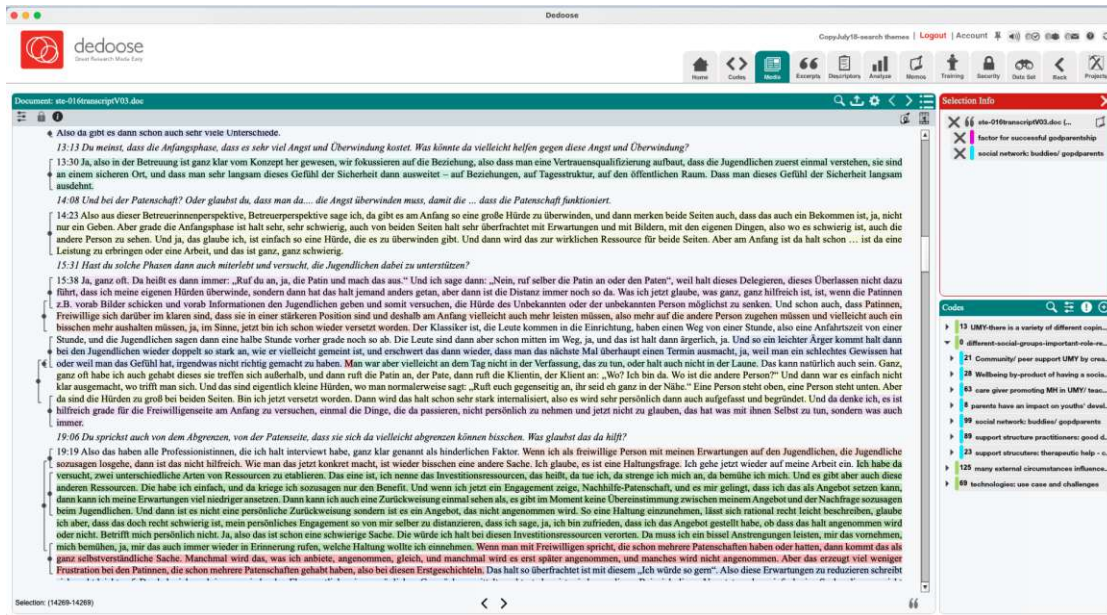 Dedoose
dedoose
Great Research Made Easy
CopyJuly18-search themes | Logout | Account
Home
Codes
Media
Excerpts
Descriptors
Analyze
Memos
Training
Security
Data Set
Back
Projects
Document: ste-016transcriptV03.doc
Also da gibt es dann schon auch sehr viele Unterschiede.
13:13 Du meinst, dass die Anfangsphase, dass es sehr viel Angst und Überwindung kostet. Was könnte da vielleicht helfen gegen diese Angst und Überwindung?
13:30 Ja, also in der Betreuung ist ganz klar vom Konzept her gewesen, wir fokussieren auf die Beziehung, also dass man eine Vertrauensqualifizierung aufbaut, dass die Jugendlichen zuerst einmal verstehen, sie sind
an einem sicheren Ort, und dass man sehr langsam dieses Gefühl der Sicherheit dann ausweitet – auf Beziehungen, auf Tagesstruktur, auf den öffentlichen Raum. Dass man dieses Gefühl der Sicherheit langsam
ausdehnt.
14:08 Und bei der Patenschaft? Oder glaubst du, dass man da.... die Angst überwinden muss, damit die ... dass die Patenschaft funktioniert.
14:23 Also aus dieser Betreuerinnenperspektive, Betreuerperspektive sage ich, da gibt es am Anfang so eine große Hürde zu überwinden, und dann merken beide Seiten auch, dass das auch ein Bekommen ist, ja, nicht
nur ein Geben. Aber grade die Anfangsphase ist halt sehr, sehr schwierig, auch von beiden Seiten halt sehr überfrachtet mit Erwartungen und mit Bildern, mit den eigenen Dingen, also wo es schwierig ist, auch die
andere Person zu sehen. Und ja, das glaube ich, ist einfach so eine Hürde, die es zu überwinden gibt. Und dann wird das zur wirklichen Ressource für beide Seiten. Aber am Anfang ist da halt schon … ist da eine
Leistung zu erbringen oder eine Arbeit, und das ist ganz, ganz schwierig.
15:31 Hast du solche Phasen dann auch miterlebt und versucht, die Jugendlichen dabei zu unterstützen?
15:38 Ja, ganz oft. Da heißt es dann immer: „Ruf du an, ja, die Patin und mach das aus.“ Und ich sage dann: „Nein, ruf selber die Patin an oder den Paten“, weil halt dieses Delegieren, dieses Überlassen nicht dazu
führt, dass ich meine eigenen Hürden überwinde, sondern dann hat das halt jemand anders getan, aber dann ist die Distanz immer noch so da. Was ich jetzt glaube, was ganz, ganz hilfreich ist, ist, wenn die Patinnen
z.B. vorab Bilder schicken und vorab Informationen den Jugendlichen geben und somit versuchen, die Hürde des Unbekannten oder der unbekannten Person möglichst zu senken. Und schon auch, dass Patinnen,
Freiwillige sich darüber im klaren sind, dass sie in einer stärkeren Position sind und deshalb am Anfang vielleicht auch mehr leisten müssen, also mehr auf die andere Person zugehen müssen und vielleicht auch ein
bisschen mehr aushalten müssen, ja, im Sinne, jetzt bin ich schon wieder versetzt worden. Der Klassiker ist, die Leute kommen in die Einrichtung, haben einen Weg von einer Stunde, also eine Anfahrtszeit von einer
Stunde, und die Jugendlichen sagen dann eine halbe Stunde vorher grade noch so ab. Die Leute sind dann aber schon mitten im Weg, ja, und das ist halt dann ärgerlich, ja. Und so ein leichter Ärger kommt halt dann
bei den Jugendlichen wieder doppelt so stark an, wie er vielleicht gemeint ist, und erschwert das dann wieder, dass man das nächste Mal überhaupt einen Termin ausmacht, ja, weil man ein schlechtes Gewissen hat
oder weil man das Gefühl hat, irgendwas nicht richtig gemacht zu haben. Man war aber vielleicht an dem Tag nicht in der Verfassung, das zu tun, oder halt auch nicht in der Laune. Das kann natürlich auch sein. Ganz,
ganz oft habe ich auch gehabt dieses sie treffen sich außerhalb, und dann ruft die Patin an, der Pate, dann ruft die Klientin, der Klient an: „Wo? Ich bin da. Wo ist die andere Person?“ Und dann war es einfach nicht
klar ausgemacht, wo trifft man sich. Und das sind eigentlich kleine Hürden, wo man normalerweise sagt: „Ruft euch gegenseitig an, ihr seid eh ganz in der Nähe.“ Eine Person steht oben, eine Person steht unten. Aber
da sind die Hürden zu groß bei beiden Seiten. Bin ich jetzt versetzt worden. Dann wird das halt schon sehr stark internalisiert, also es wird sehr persönlich dann auch aufgefasst und begründet. Und da denke ich, es ist
hilfreich grade für die Freiwilligenseite am Anfang zu versuchen, einmal die Dinge, die da passieren, nicht persönlich zu nehmen und jetzt nicht zu glauben, das hat was mit ihnen Selbst zu tun, sondern was auch
immer.
19:06 Du sprichst auch von dem Abgrenzen, von der Patenseite, dass sie sich da vielleicht abgrenzen können bisschen. Was glaubst das da hilft?
19:19 Also das haben alle Professionistinnen, die ich halt interviewt habe, ganz klar genannt als hinderlichen Faktor. Wenn ich als freiwillige Person mit meinen Erwartungen auf den Jugendlichen, die Jugendliche
sozusagen losgehe, dann ist das nicht hilfreich. Wie man das jetzt konkret macht, ist wieder bisschen eine andere Sache. Ich glaube, es ist eine Haltungsfrage. Ich gehe jetzt wieder auf meine Arbeit ein. Ich habe da
versucht, zwei unterschiedliche Arten von Ressourcen zu etablieren. Das eine ist, ich nenne das Investitionsressourcen, das heißt, da tue ich, da strenge ich mich an, da bemühe ich mich. Und es gibt aber auch diese
anderen Ressourcen. Die habe ich einfach, und da kriege ich sozusagen nur den Benefit. Und wenn ich jetzt ein Engagement zeige, Nachhilfe-Patenschaft, und es mir gelingt, dass ich das als Angebot setzen kann,
dann kann ich meine Erwartungen viel niedriger ansetzen. Dann kann ich auch eine Zurückweisung einmal sehen als, es gibt im Moment keine Übereinstimmung zwischen meinem Angebot und der Nachfrage sozusagen
beim Jugendlichen. Und dann ist es nicht eine persönliche Zurückweisung sondern es ist ein Angebot, das nicht angenommen wird. So eine Haltung einzunehmen, lässt sich rational recht leicht beschreiben, glaube
ich aber, dass das doch recht schwierig ist, mein persönliches Engagement so von mir selber zu distanzieren, dass ich sage, ja, ich bin zufrieden, dass ich das Angebot gestellt habe, ob dass das halt angenommen wird
oder nicht. Betrifft mich persönlich nicht. Ja, also das ist schon eine schwierige Sache. Die würde ich halt bei diesen Investitionsressourcen verorten. Da muss ich ein bissel Anstrengungen leisten, mir das vornehmen,
mich bemühen, ja, mir das auch immer wieder in Erinnerung rufen, welche Haltung wollte ich einnehmen. Wenn man mit Freiwilligen spricht, die schon mehrere Patenschaften haben oder hatten, dann kommt das als
ganz selbstverständliche Sache. Manchmal wird das, was ich anbiete, angenommen, gleich, und manchmal wird es erst später angenommen, und manches wird nicht angenommen. Aber das erzeugt viel weniger
Frustration bei den Patinnen, die schon mehr Patenschaften gehabt haben, also bei diesen Erstgeschichteln. Das halt so überfrachtet ist mit diesem „Ich würde so gern“. Also diese Erwartungen zu reduzieren schreibt
Selection: (14269-14269)
Selection Info
ste-016transcriptV03.doc (...
factor for successful godparentship
social network: buddies/ gopdparents
Codes
13 UMY-there is a variety of different copin...
0 different-social-groups-important-role-re...
21 Community/ peer support UMY by crea...
28 Wellbeing by-product of having a socia...
63 care giver promoting MH in UMY/ teac...
8 parents have an impact on youths' devel...
99 social network: buddies/ gopdparents
89 support structure practitioners: good d...
23 support strucutere: therapeutic help - c...
125 many external circumstances influence...
69 technologies: use case and challenges